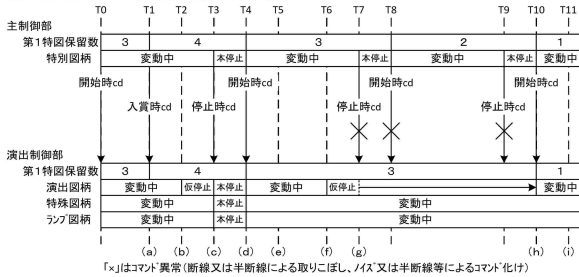 T0 T1 T2 T3 T4 T5 T6 T7 T8 T9 T10 T11
主制御部
第1特図保留数 3 4 3 2 1
特別図柄 変動中 本停止 変動中 本停止 変動中 本停止 変動中
開始時cd 停止時cd 開始時cd 停止時cd 開始時cd 停止時cd 開始時cd
入賞時cd
演出制御部
第1特図保留数 3 4 3 1
演出図柄 変動中 仮停止 本停止 変動中 仮停止 変動中
特殊図柄 変動中 本停止 変動中
ランプ図柄 変動中 本停止 変動中
(a) (b) (c) (d) (e) (f) (g) (h) (i)
「×」はコマンド異常(断線又は半断線による取りこぼし、ノイズ又は半断線等によるコマンド化け)